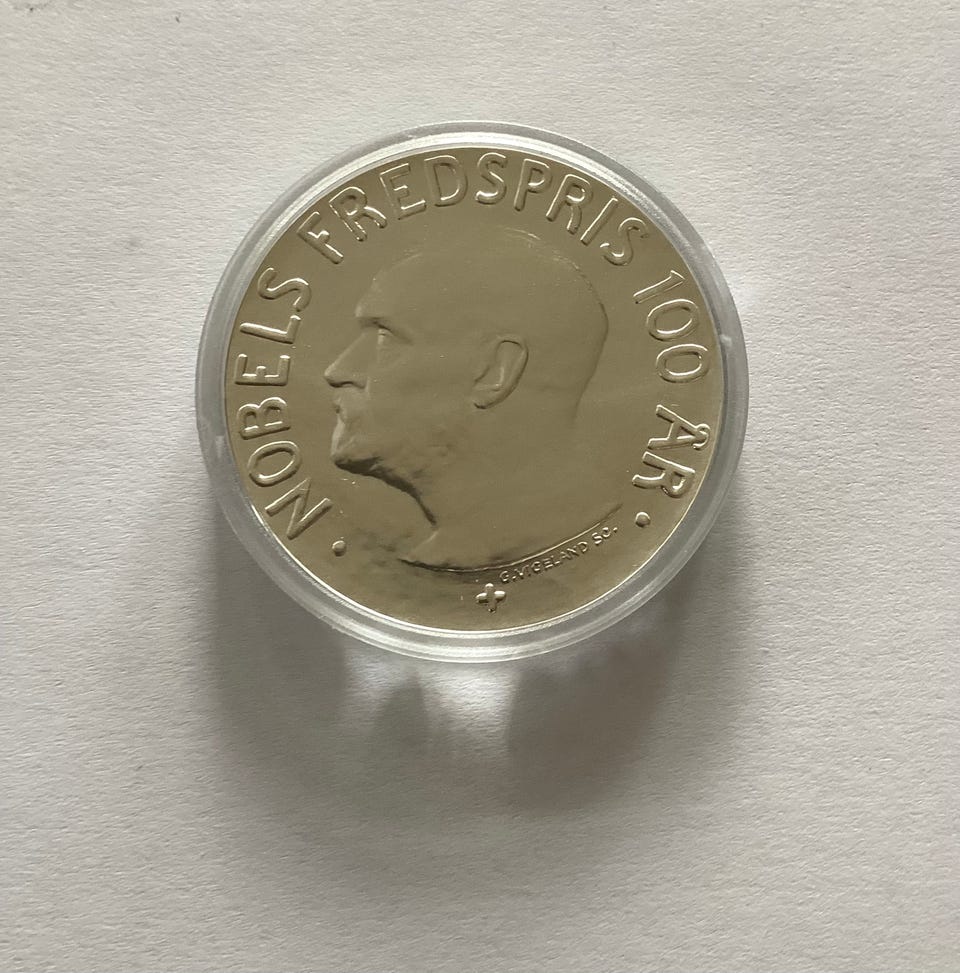 NOBELS FREDSPRIS 100 ÅR
G.VIGELAND SC.